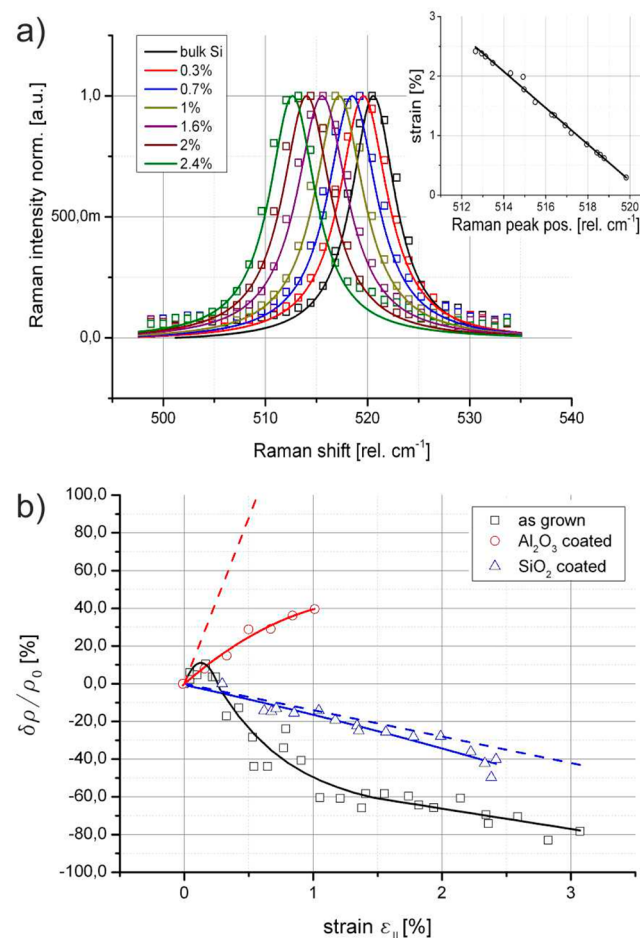 a)
bulk Si
0.3%
0.7%
1%
1.6%
2%
2.4%
1,0
500,0m
0,0
Raman intensity norm. [a.u.]
500
510
520
530
540
Raman shift [rel. cm⁻¹]
3
2
1
0
strain [%]
512
514
516
518
520
Raman peak pos. [rel. cm⁻¹]
b)
100,0
80,0
60,0
40,0
20,0
0,0
-20,0
-40,0
-60,0
-80,0
-100,0
δρ/ρ₀ [%]
as grown
Al₂O₃ coated
SiO₂ coated
0
1
2
3
strain ε_ıı [%]